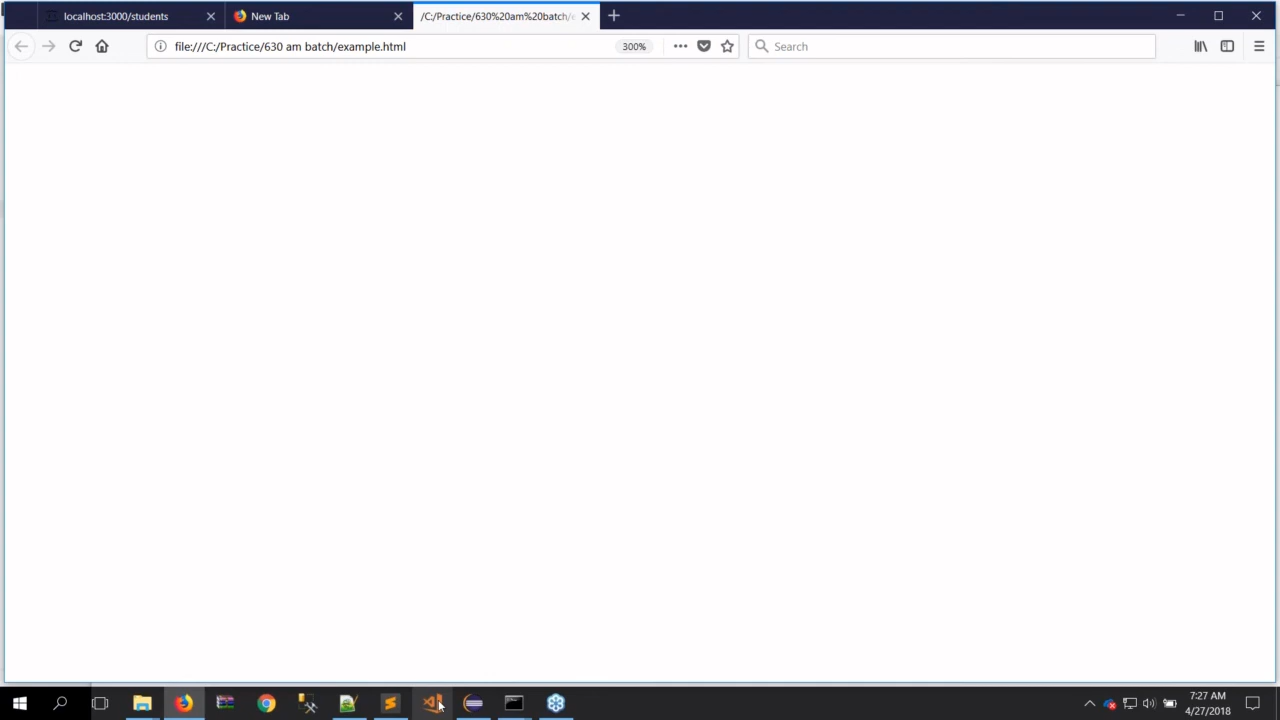 localhost:3000/students
New Tab
/C:/Practice/630%20am%20batch/e
file:///C:/Practice/630 am batch/example.html
300%
Search
7:27 AM
4/27/2018